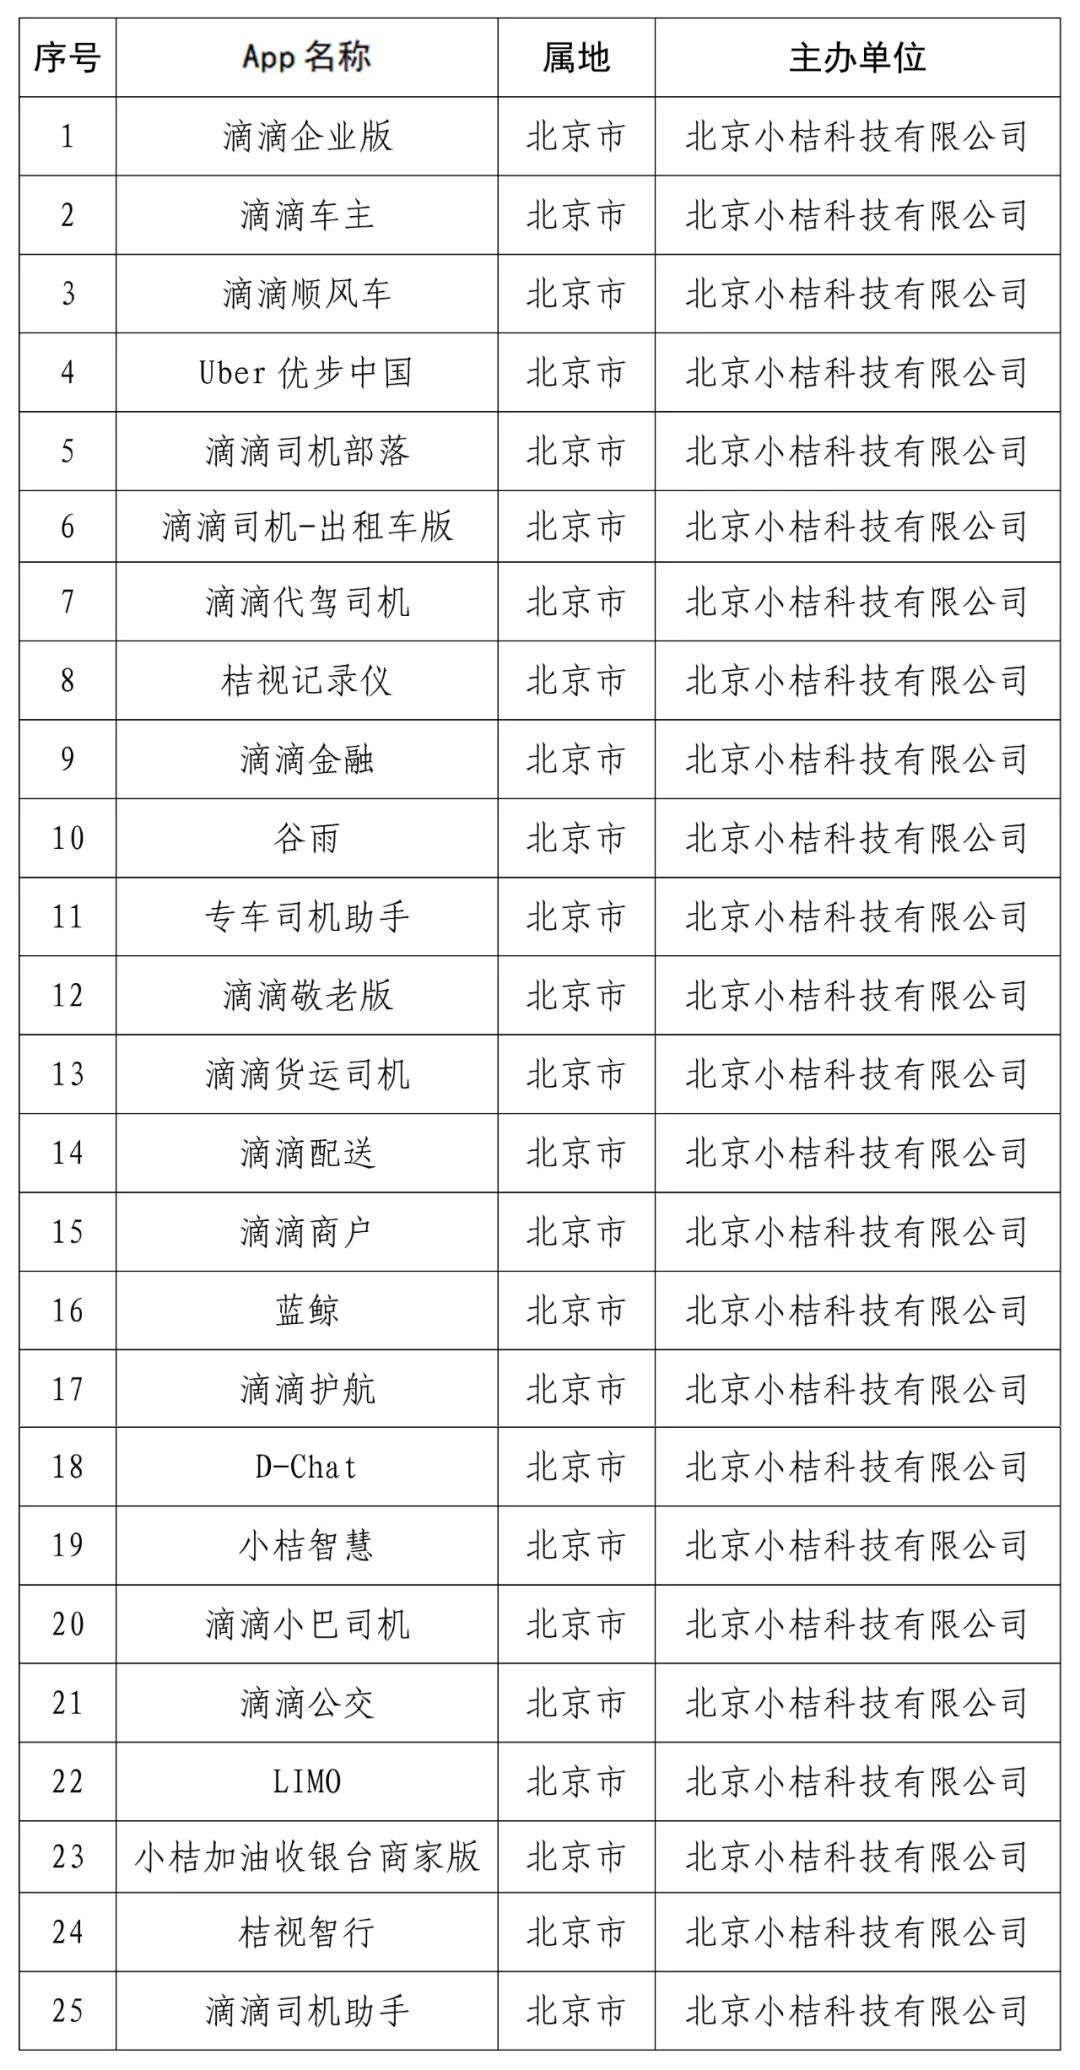 序号 App 名称 属地 主办单位
1 滴滴企业版 北京市 北京小桔科技有限公司
2 滴滴车主 北京市 北京小桔科技有限公司
3 滴滴顺风车 北京市 北京小桔科技有限公司
4 Uber 优步中国 北京市 北京小桔科技有限公司
5 滴滴司机部落 北京市 北京小桔科技有限公司
6 滴滴司机-出租车版 北京市 北京小桔科技有限公司
7 滴滴代驾司机 北京市 北京小桔科技有限公司
8 桔视记录仪 北京市 北京小桔科技有限公司
9 滴滴金融 北京市 北京小桔科技有限公司
10 谷雨 北京市 北京小桔科技有限公司
11 专车司机助手 北京市 北京小桔科技有限公司
12 滴滴敬老版 北京市 北京小桔科技有限公司
13 滴滴货运司机 北京市 北京小桔科技有限公司
14 滴滴配送 北京市 北京小桔科技有限公司
15 滴滴商户 北京市 北京小桔科技有限公司
16 蓝鲸 北京市 北京小桔科技有限公司
17 滴滴护航 北京市 北京小桔科技有限公司
18 D-Chat 北京市 北京小桔科技有限公司
19 小桔智慧 北京市 北京小桔科技有限公司
20 滴滴小巴司机 北京市 北京小桔科技有限公司
21 滴滴公交 北京市 北京小桔科技有限公司
22 LIMO 北京市 北京小桔科技有限公司
23 小桔加油收银台商家版 北京市 北京小桔科技有限公司
24 桔视智行 北京市 北京小桔科技有限公司
25 滴滴司机助手 北京市 北京小桔科技有限公司